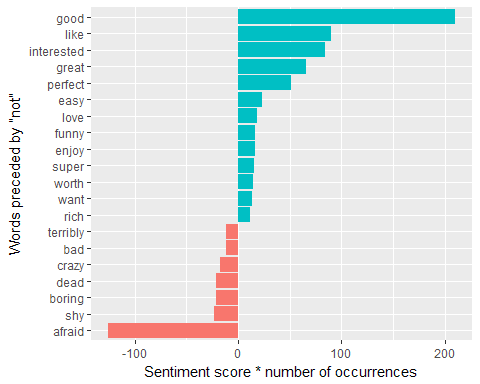 good
like
interested
great
perfect
easy
love
funny
enjoy
super
worth
want
rich
terribly
bad
crazy
dead
boring
shy
afraid
Words preceded by "not"
-100 0 100 200
Sentiment score * number of occurrences